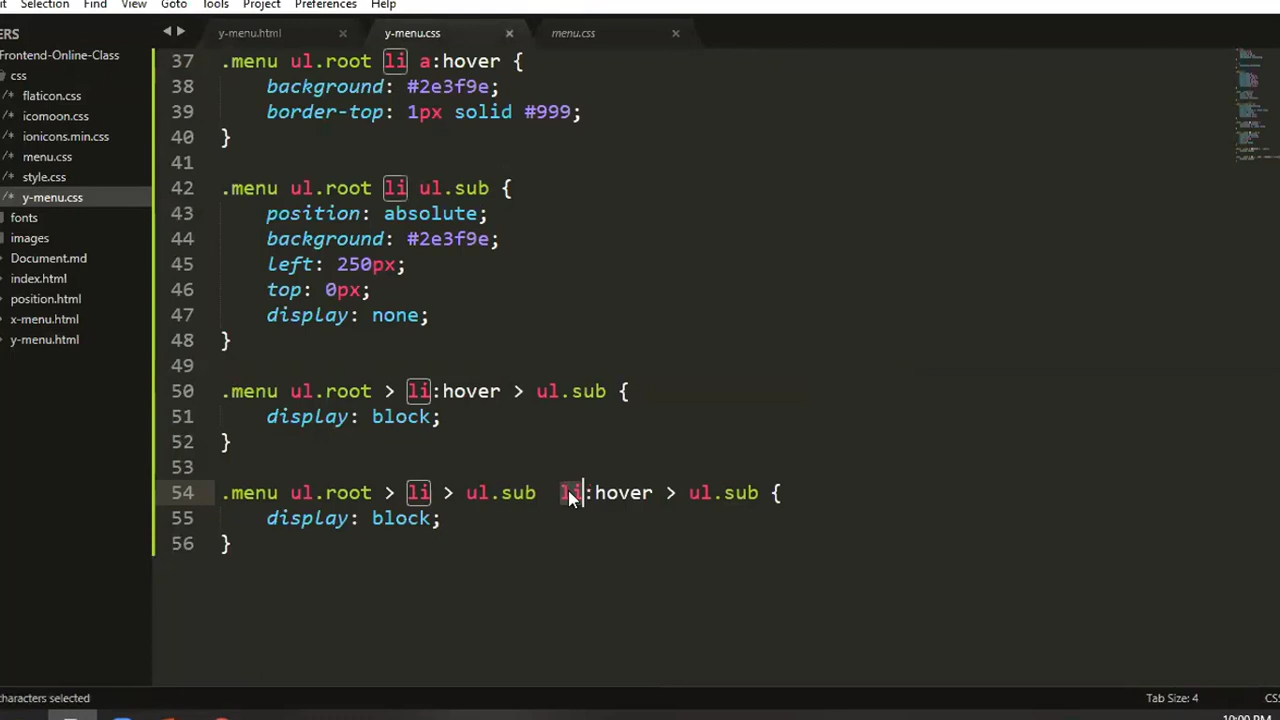 Selection Find View Goto Tools Project Preferences Help
y-menu.html × y-menu.css × menu.css ×
ERS
Frontend-Online-Class
css
/* flaticon.css
/* icomoon.css
/* ionicons.min.css
/* menu.css
/* style.css
/* y-menu.css
fonts
images
Document.md
index.html
position.html
x-menu.html
y-menu.html
37 .menu ul.root li a:hover {
38 background: #2e3f9e;
39 border-top: 1px solid #999;
40 }
41
42 .menu ul.root li ul.sub {
43 position: absolute;
44 background: #2e3f9e;
45 left: 250px;
46 top: 0px;
47 display: none;
48 }
49
50 .menu ul.root > li:hover > ul.sub {
51 display: block;
52 }
53
54 .menu ul.root > li > ul.sub  li:hover > ul.sub {
55 display: block;
56 }
characters selected
Tab Size: 4